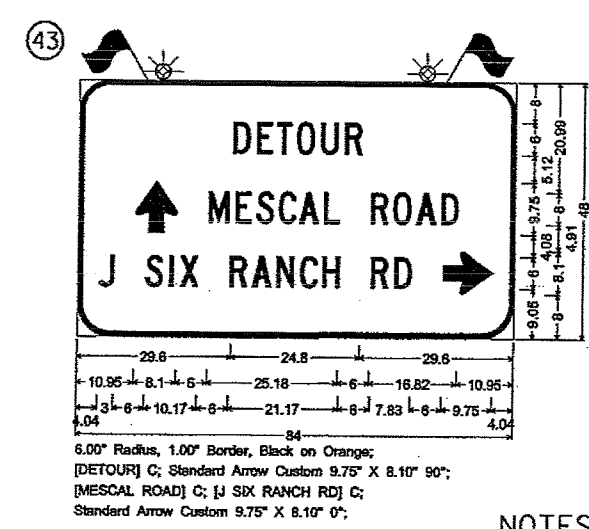 43
DETOUR
MESCAL ROAD
J SIX RANCH RD
8 6 9.75 6 9.05
20.99 5.12 8 4.08 8.1 4.91 8
48
29.6 24.8 29.6
10.95 8.1 6 25.18 6 16.82 10.95
4.04 3 6 10.17 6 21.17 6 7.83 6 9.75 4.04
84
6.00" Radius, 1.00" Border, Black on Orange;
[DETOUR] C; Standard Arrow Custom 9.75" X 8.10" 90°;
[MESCAL ROAD] C; [J SIX RANCH RD] C;
Standard Arrow Custom 9.75" X 8.10" 0°;
NOTES